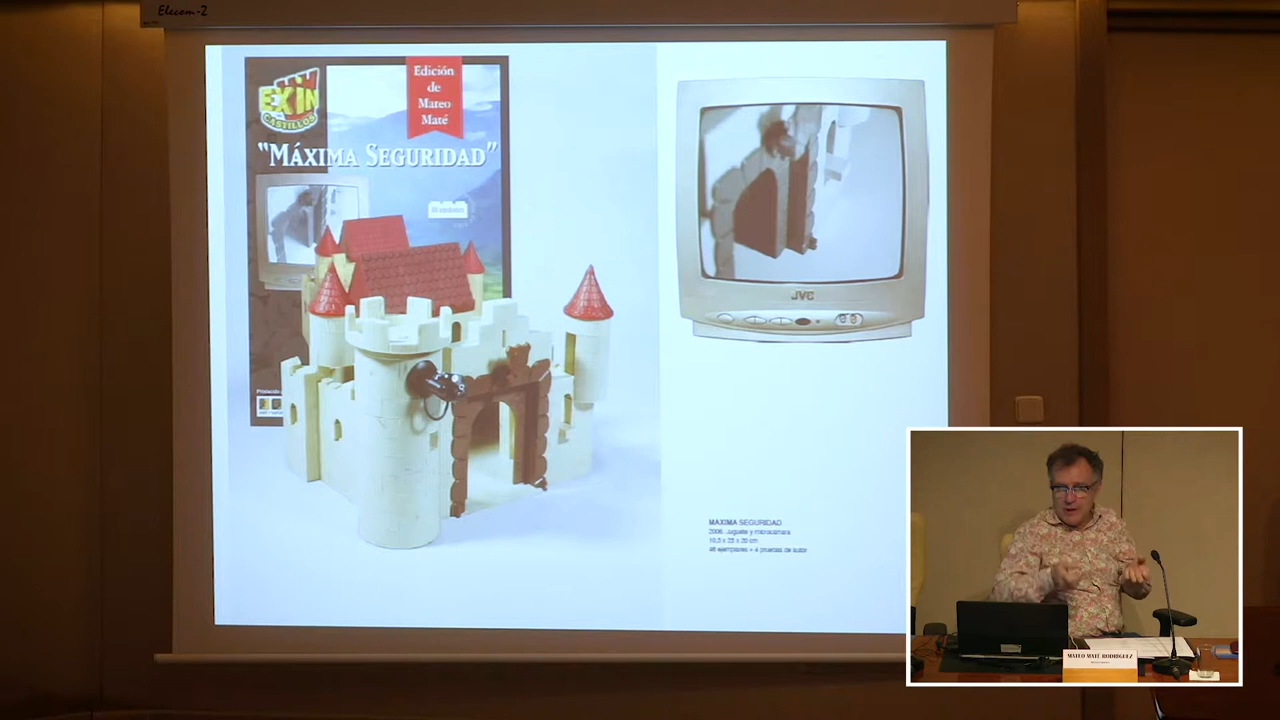 Elecom-2
EXIN
CASTILLOS
Edición
de
Mateo
Maté
"MÁXIMA SEGURIDAD"
JVC
MÁXIMA SEGURIDAD
2006. Juguete y microcámara
MATEO MATÉ RODRÍGUEZ